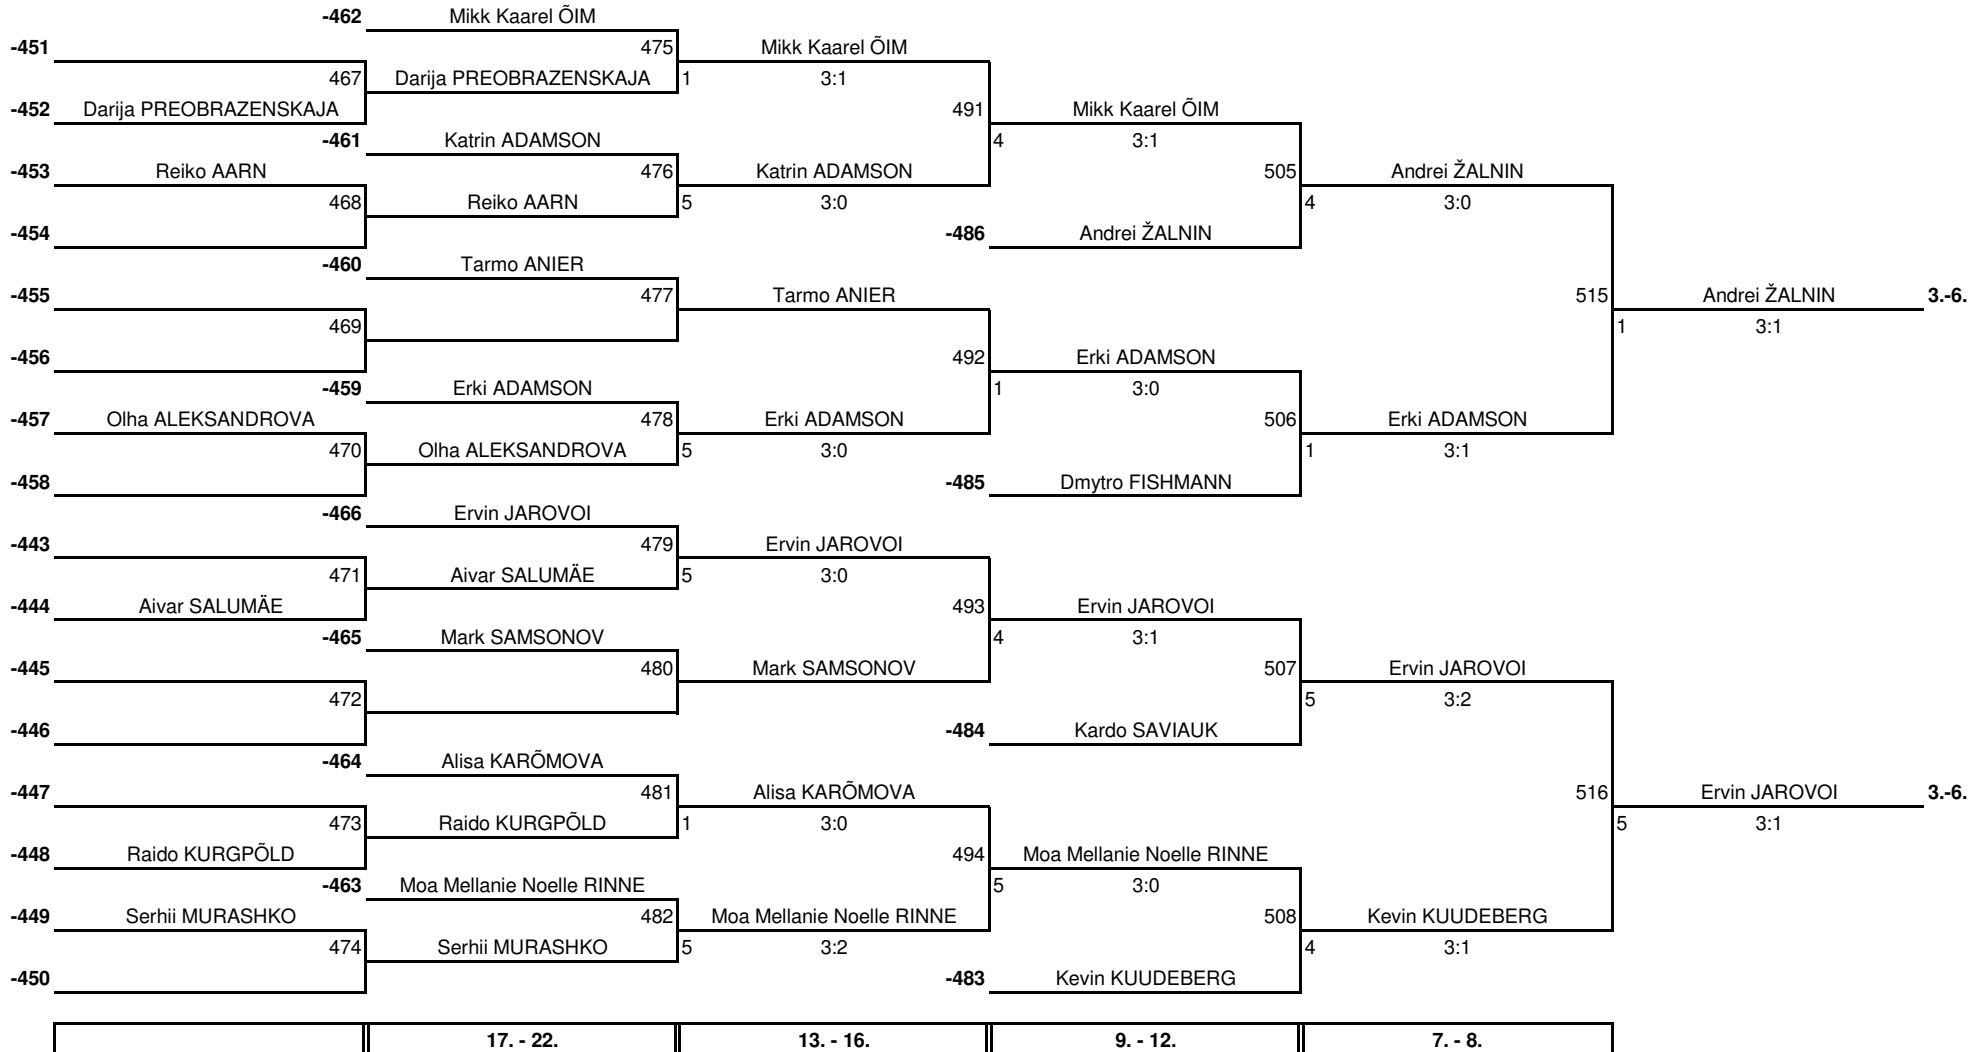 -462 Mikk Kaarel ÕIM
-451 475 Mikk Kaarel ÕIM
467 Darija PREOBRAZENSKAJA 1 3:1
-452 Darija PREOBRAZENSKAJA 491 Mikk Kaarel ÕIM
-461 Katrin ADAMSON 4 3:1
-453 Reiko AARN 476 Katrin ADAMSON 505 Andrei ŽALNIN
468 Reiko AARN 5 3:0 4 3:0
-454 -486 Andrei ŽALNIN
-460 Tarmo ANIER
-455 477 Tarmo ANIER 515 Andrei ŽALNIN 3.-6.
469 1 3:1
-456 492 Erki ADAMSON
-459 Erki ADAMSON 1 3:0
-457 Olha ALEKSANDROVA 478 Erki ADAMSON 506 Erki ADAMSON
470 Olha ALEKSANDROVA 5 3:0 1 3:1
-458 -485 Dmytro FISHMANN
-466 Ervin JAROVOI
-443 479 Ervin JAROVOI
471 Aivar SALUMÄE 5 3:0
-444 Aivar SALUMÄE 493 Ervin JAROVOI
-465 Mark SAMSONOV 4 3:1
-445 480 Mark SAMSONOV 507 Ervin JAROVOI
472 5 3:2
-446 -484 Kardo SAVIAUK
-464 Alisa KARÕMOVA
-447 481 Alisa KARÕMOVA 516 Ervin JAROVOI 3.-6.
473 Raido KURGPÕLD 1 3:0 5 3:1
-448 Raido KURGPÕLD 494 Moa Mellanie Noelle RINNE
-463 Moa Mellanie Noelle RINNE 5 3:0
-449 Serhii MURASHKO 482 Moa Mellanie Noelle RINNE 508 Kevin KUUDEBERG
474 Serhii MURASHKO 5 3:2 4 3:1
-450 -483 Kevin KUUDEBERG
17. - 22. 13. - 16. 9. - 12. 7. - 8.